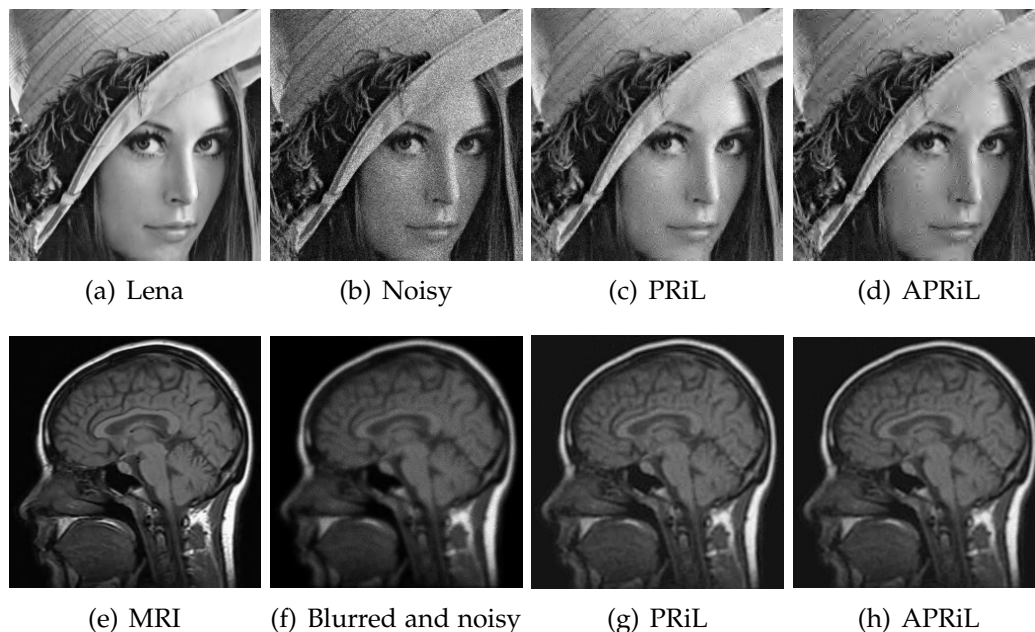 (a) Lena
(b) Noisy
(c) PRiL
(d) APRiL
(e) MRI
(f) Blurred and noisy
(g) PRiL
(h) APRiL